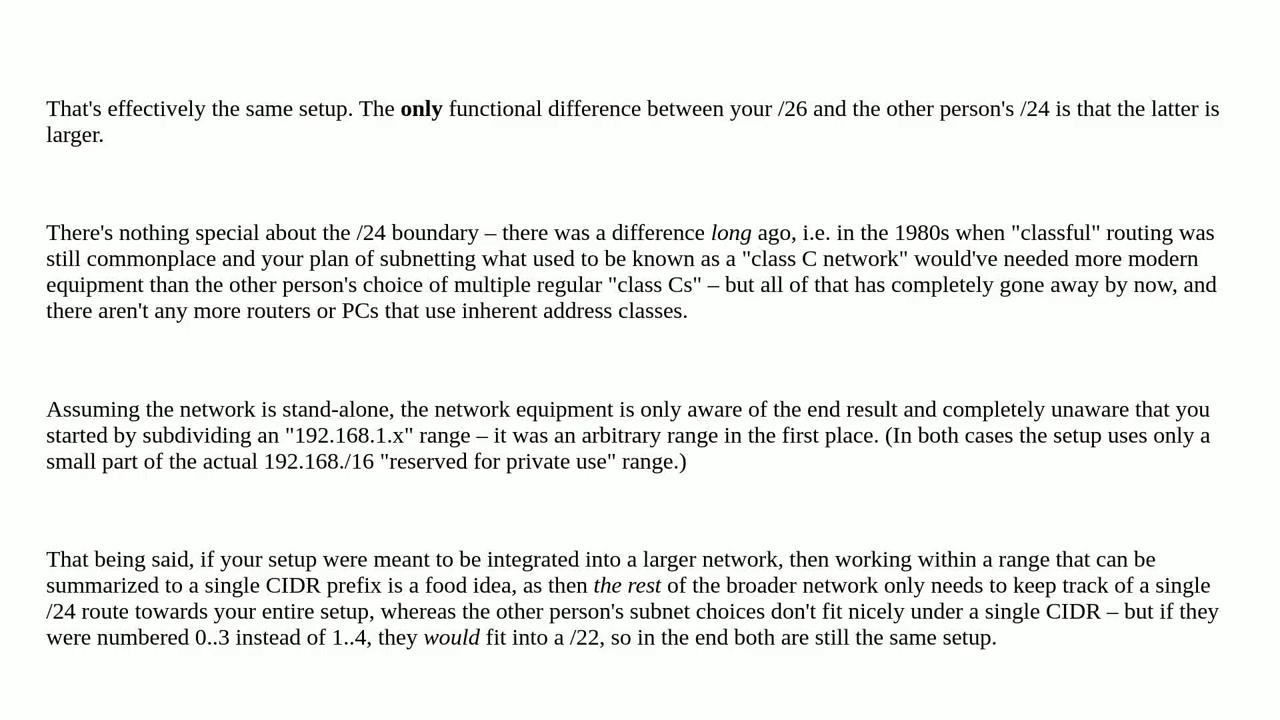 That's effectively the same setup. The only functional difference between your /26 and the other person's /24 is that the latter is
larger.
There's nothing special about the /24 boundary – there was a difference long ago, i.e. in the 1980s when "classful" routing was
still commonplace and your plan of subnetting what used to be known as a "class C network" would've needed more modern
equipment than the other person's choice of multiple regular "class Cs" – but all of that has completely gone away by now, and
there aren't any more routers or PCs that use inherent address classes.
Assuming the network is stand-alone, the network equipment is only aware of the end result and completely unaware that you
started by subdividing an "192.168.1.x" range – it was an arbitrary range in the first place. (In both cases the setup uses only a
small part of the actual 192.168./16 "reserved for private use" range.)
That being said, if your setup were meant to be integrated into a larger network, then working within a range that can be
summarized to a single CIDR prefix is a food idea, as then the rest of the broader network only needs to keep track of a single
/24 route towards your entire setup, whereas the other person's subnet choices don't fit nicely under a single CIDR – but if they
were numbered 0..3 instead of 1..4, they would fit into a /22, so in the end both are still the same setup.